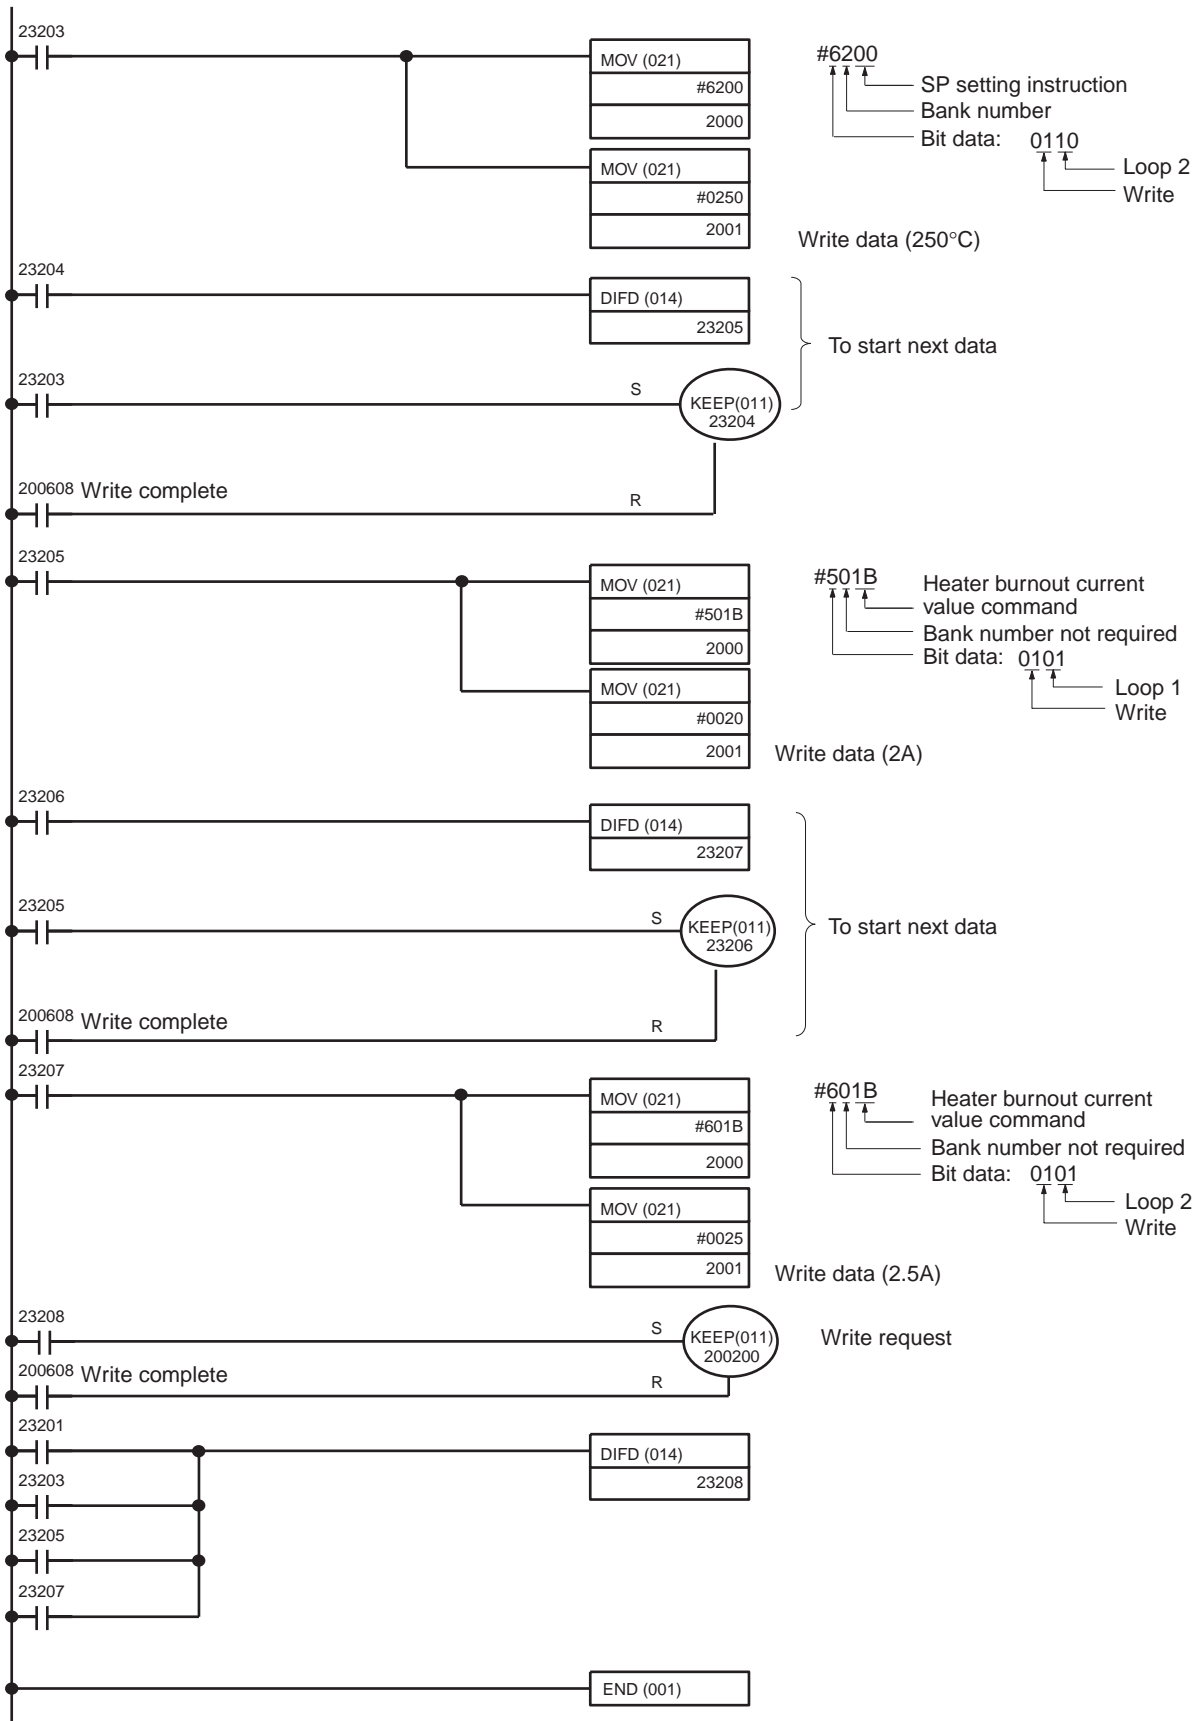 23203
MOV (021)
#6200
2000
#6200
SP setting instruction
Bank number
Bit data: 0110
Loop 2
Write
MOV (021)
#0250
2001
Write data (250°C)
23204
DIFD (014)
23205
To start next data
23203
S
KEEP(011)
23204
200608 Write complete
R
23205
MOV (021)
#501B
2000
#501B
Heater burnout current
value command
Bank number not required
Bit data: 0101
Loop 1
Write
MOV (021)
#0020
2001
Write data (2A)
23206
DIFD (014)
23207
To start next data
23205
S
KEEP(011)
23206
200608 Write complete
R
23207
MOV (021)
#601B
2000
#601B
Heater burnout current
value command
Bank number not required
Bit data: 0101
Loop 2
Write
MOV (021)
#0025
2001
Write data (2.5A)
23208
S
KEEP(011)
200200
Write request
200608 Write complete
R
23201
DIFD (014)
23208
23203
23205
23207
END (001)